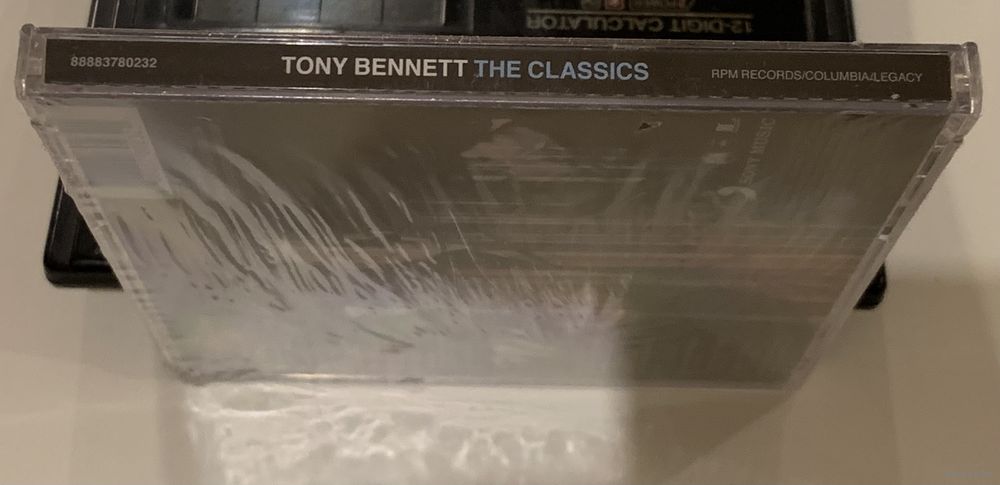 12-DIGIT CALCULATOR
88883780232 TONY BENNETT THE CLASSICS RPM RECORDS/COLUMBIA/LEGACY
SONY MUSIC